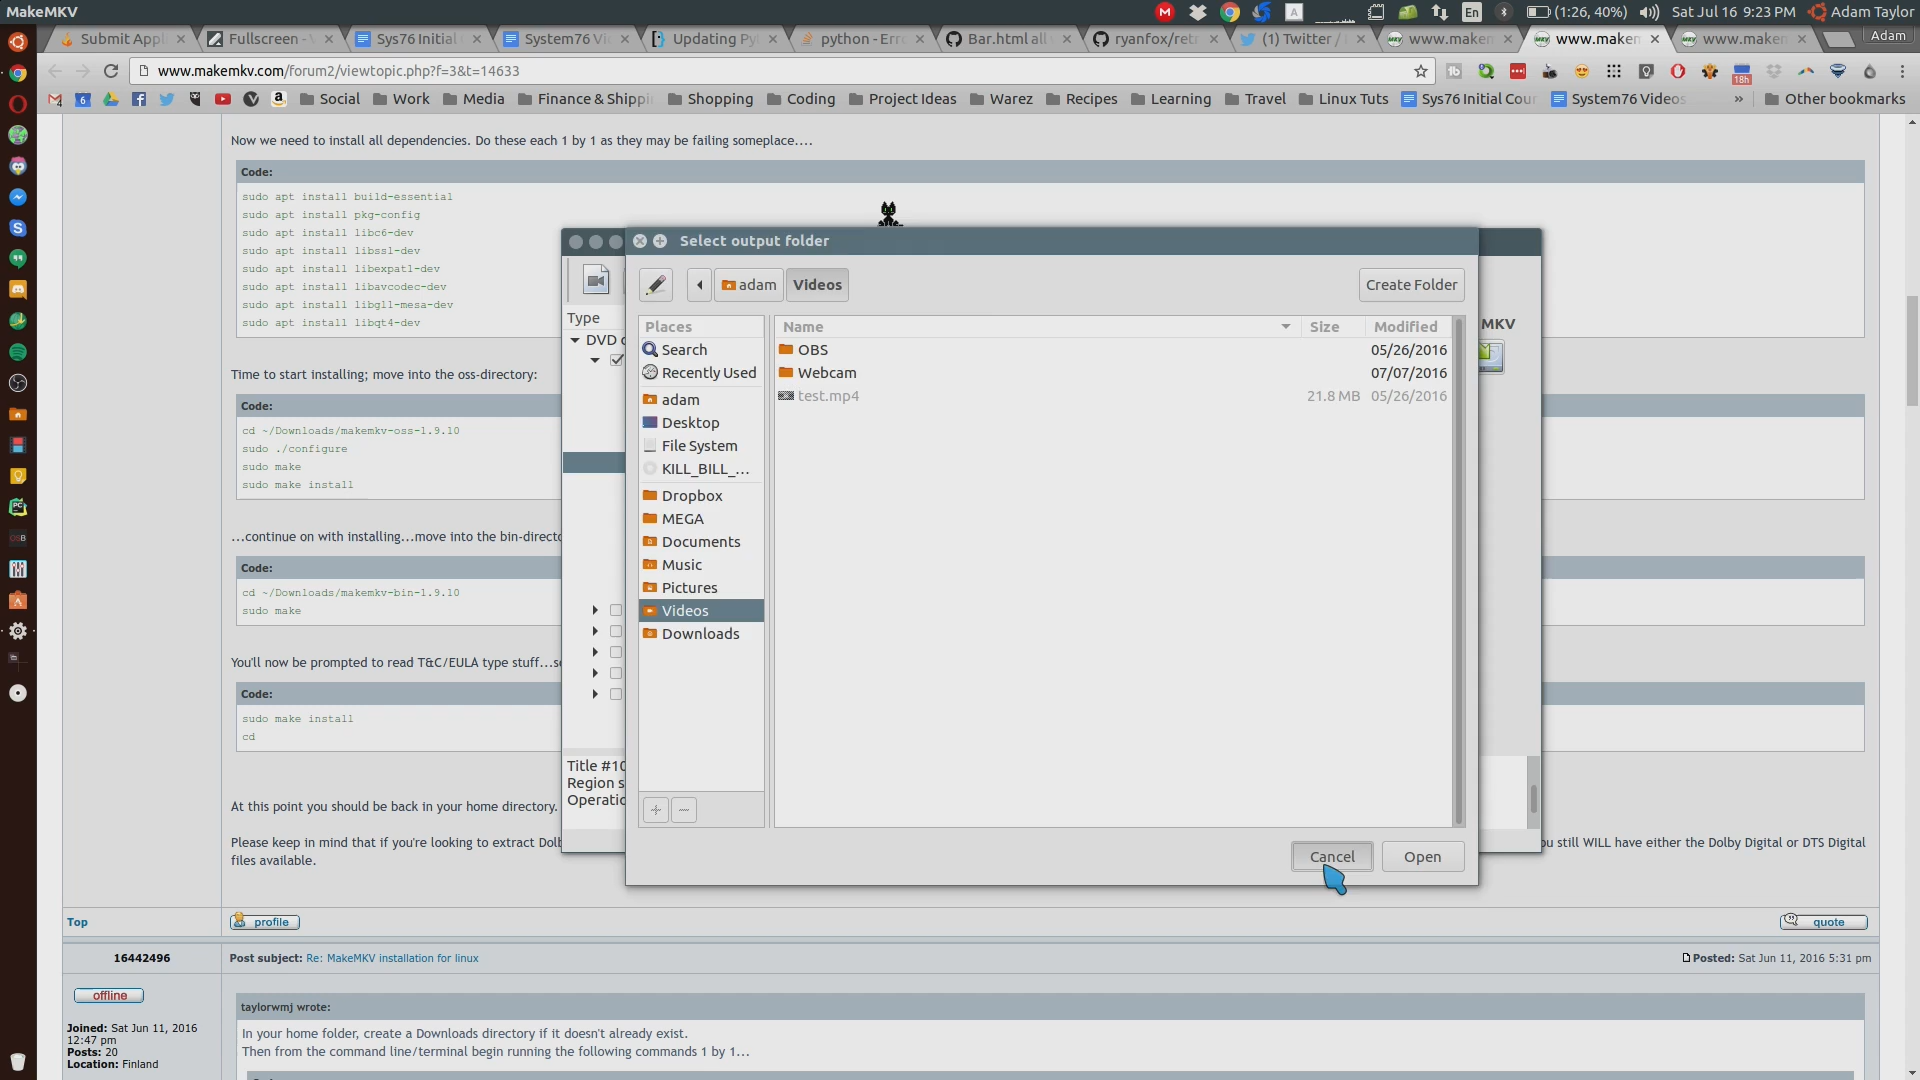 MakeMKV
En
(1:26, 40%)
Sat Jul 16 9:23 PM
Adam Taylor
Submit Appl
Fullscreen -
Sys76 Initial
System76 Vi
Updating Py
python - Erro
Bar.html at
ryanfox/retr
(1) Twitter /
www.makem
www.makem
www.makem
Adam
www.makemkv.com/forum2/viewtopic.php?f=3&t=14633
18h
Social
Work
Media
Finance & Shippi
Shopping
Coding
Project Ideas
Warez
Recipes
Learning
Travel
Linux Tuts
Sys76 Initial Cour
System76 Videos
»
Other bookmarks
Now we need to install all dependencies. Do these each 1 by 1 as they may be failing someplace....
Code:
sudo apt install build-essential
sudo apt install pkg-config
sudo apt install libc6-dev
sudo apt install libssl-dev
sudo apt install libexpat1-dev
sudo apt install libavcodec-dev
sudo apt install libgl1-mesa-dev
sudo apt install libqt4-dev
Time to start installing; move into the oss-directory:
Code:
cd ~/Downloads/makemkv-oss-1.9.10
sudo ./configure
sudo make
sudo make install
...continue on with installing...move into the bin-directo
Code:
cd ~/Downloads/makemkv-bin-1.9.10
sudo make
You'll now be prompted to read T&C/EULA type stuff...s
Code:
sudo make install
cd
At this point you should be back in your home directory.
Please keep in mind that if you're looking to extract Dol
ou still WILL have either the Dolby Digital or DTS Digital
files available.
Type
DVD
MKV
Title #10
Region s
Operatio
Select output folder
adam
Videos
Create Folder
Places
Search
Recently Used
adam
Desktop
File System
KILL_BILL_...
Dropbox
MEGA
Documents
Music
Pictures
Videos
Downloads
Name
Size
Modified
OBS
05/26/2016
Webcam
07/07/2016
test.mp4
21.8 MB
05/26/2016
Cancel
Open
Top
profile
quote
16442496
Post subject: Re: MakeMKV installation for linux
Posted: Sat Jun 11, 2016 5:31 pm
offline
Joined: Sat Jun 11, 2016
12:47 pm
Posts: 20
Location: Finland
taylorwmj wrote:
In your home folder, create a Downloads directory if it doesn't already exist.
Then from the command line/terminal begin running the following commands 1 by 1...